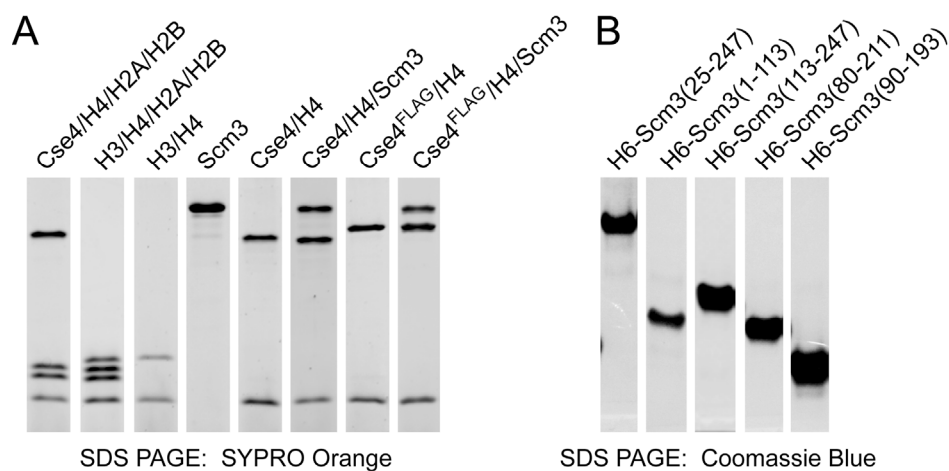 A
Cse4/H4/H2A/H2B
H3/H4/H2A/H2B
H3/H4
Scm3
Cse4/H4
Cse4/H4/Scm3
Cse4FLAG/H4
Cse4FLAG/H4/Scm3
SDS PAGE: SYPRO Orange
B
H6-Scm3(25-247)
H6-Scm3(1-113)
H6-Scm3(113-247)
H6-Scm3(80-211)
H6-Scm3(90-193)
SDS PAGE: Coomassie Blue